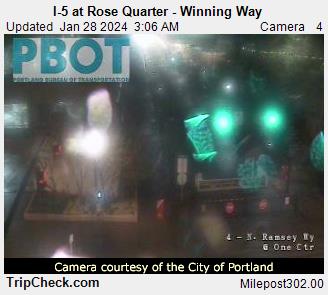 I-5 at Rose Quarter - Winning Way
Updated Jan 28 2024 3:06 AM Camera 4
PBOT
PORTLAND BUREAU OF TRANSPORTATION
4 - N. Ramsey Wy
@ One Ctr
Camera courtesy of the City of Portland
TripCheck.com Milepost302.00